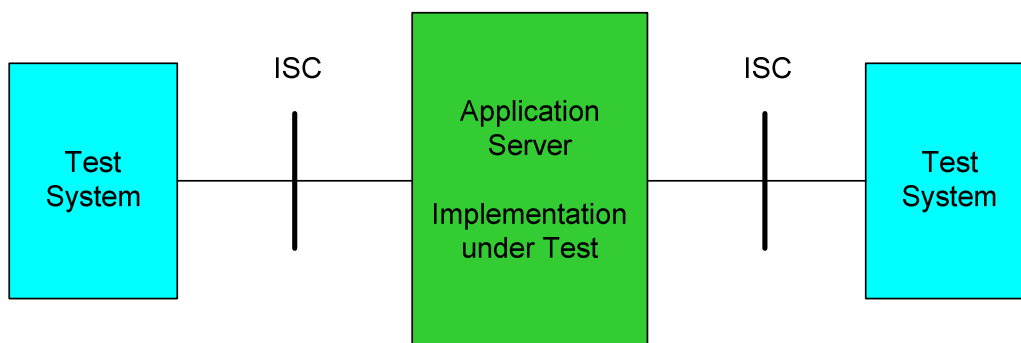 Test
System
ISC
Application
Server
Implementation
under Test
ISC
Test
System